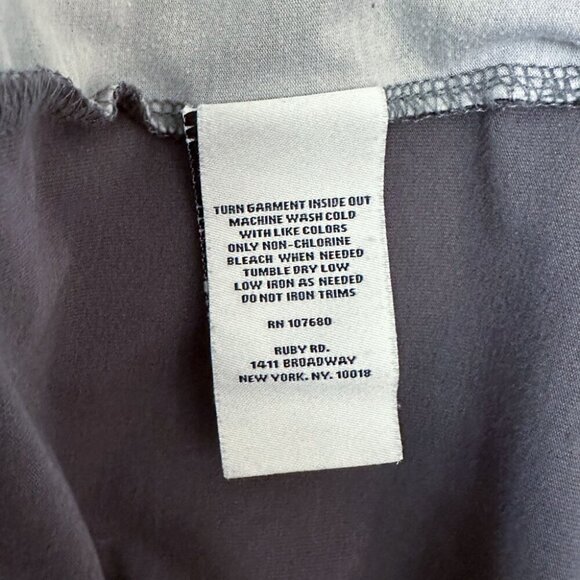 TURN GARMENT INSIDE OUT
MACHINE WASH COLD
WITH LIKE COLORS
ONLY NON-CHLORINE
BLEACH WHEN NEEDED
TUMBLE DRY LOW
LOW IRON AS NEEDED
DO NOT IRON TRIMS
RN 107680
RUBY RD.
1411 BROADWAY
NEW YORK. NY. 10018